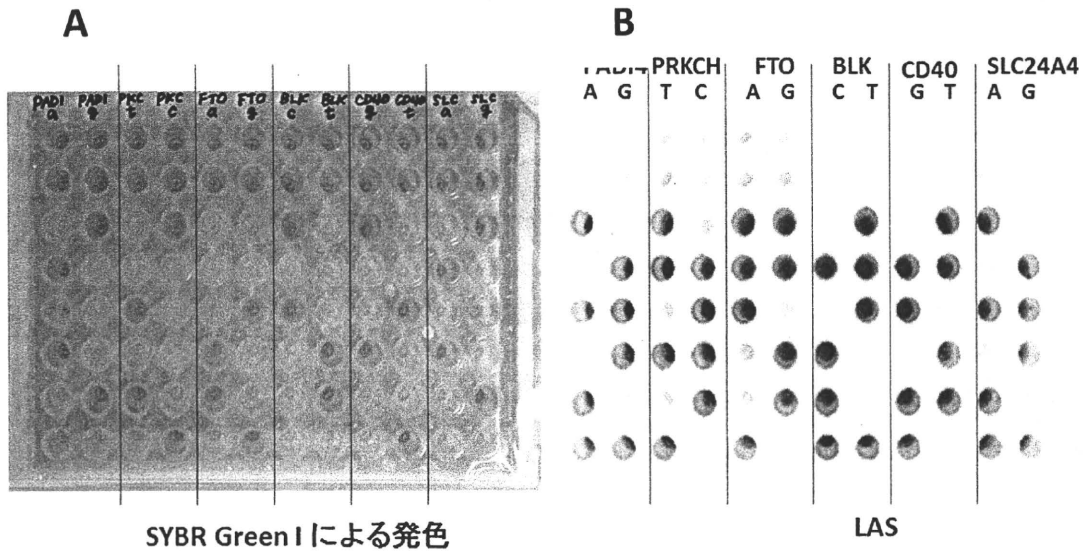 A
PADI PADI PKC PKC FTO FTO BLK BLK CD40 CD40 SLC SLC
a g t c a g c t g t a g
SYBR Green I による発色
B
PADI4 PRKCH FTO BLK CD40 SLC24A4
A G T C A G C T G T A G
LAS